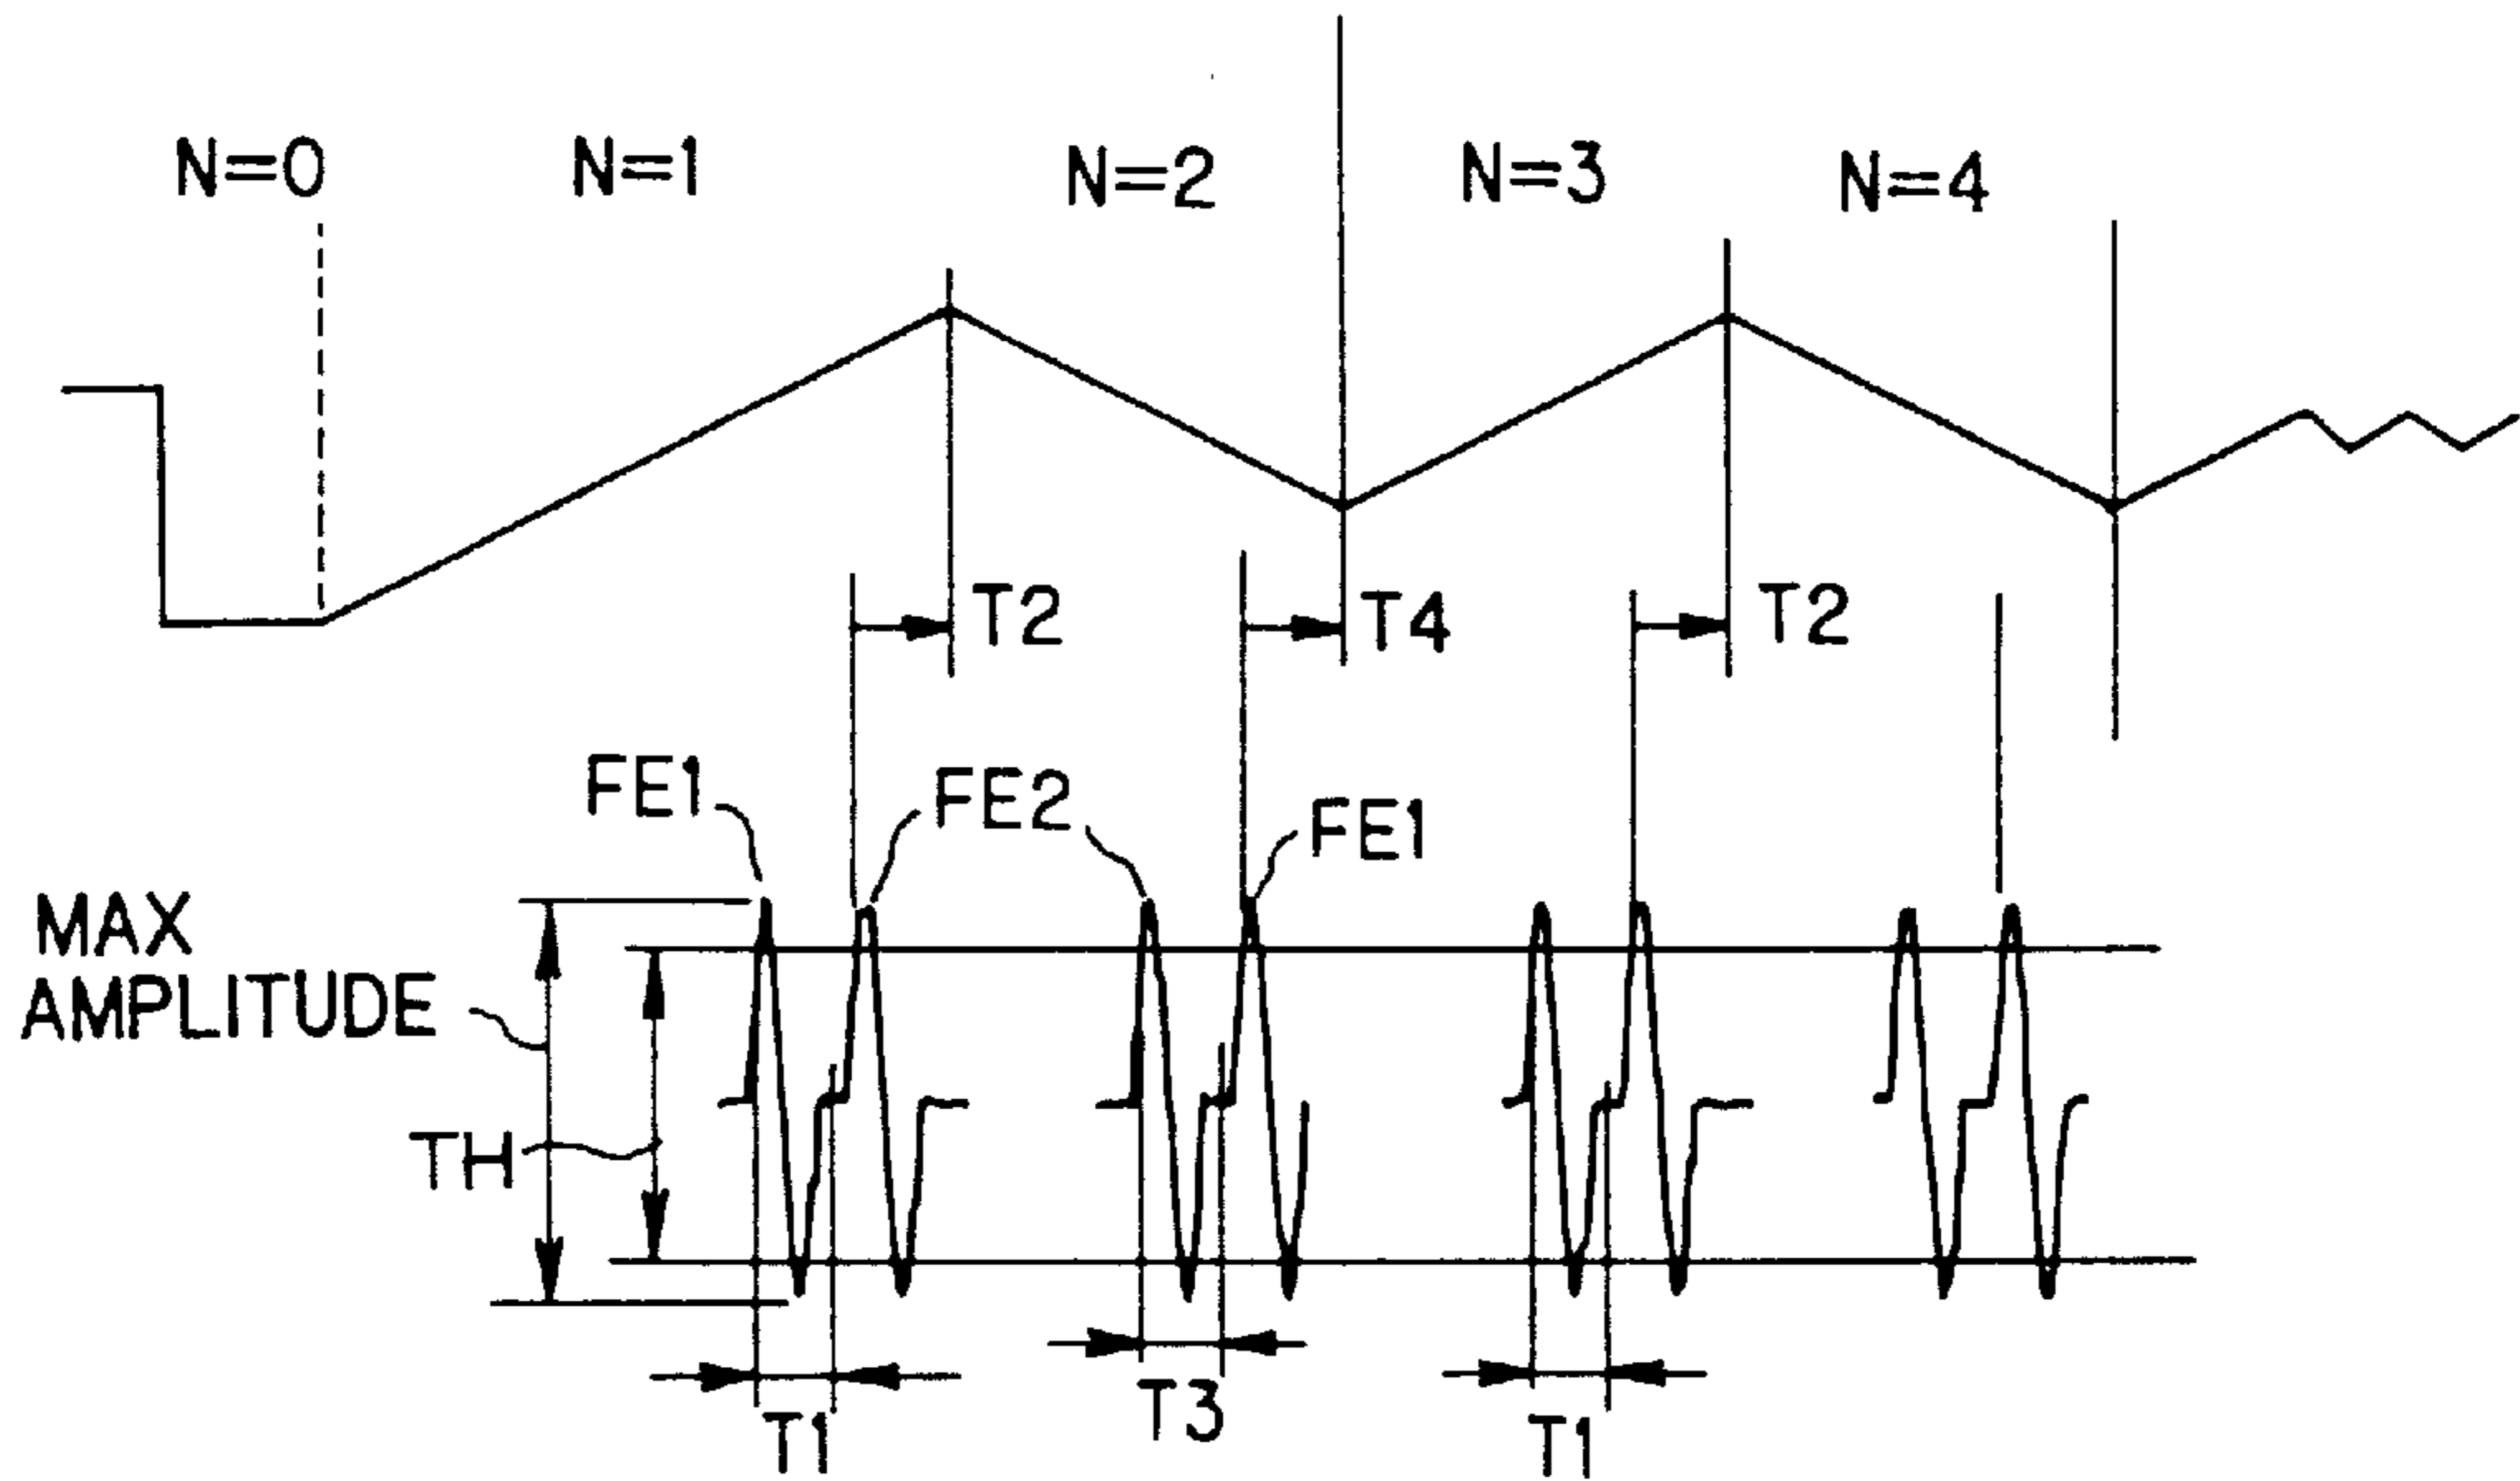 N=0
N=1
N=2
N=3
N=4
T2
T4
T2
FE1
FE2
FE1
MAX
AMPLITUDE
TH
T1
T3
T1